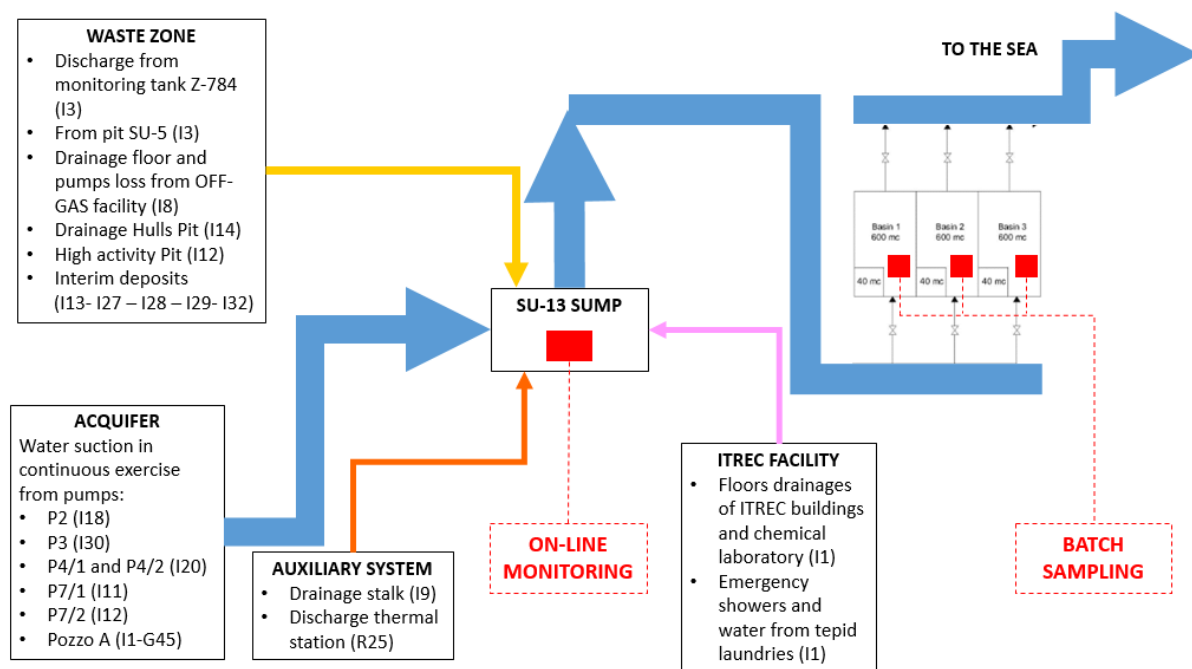 WASTE ZONE
• Discharge from
monitoring tank Z-784
(I3)
• From pit SU-5 (I3)
• Drainage floor and
pumps loss from OFF-
GAS facility (I8)
• Drainage Hulls Pit (I14)
• High activity Pit (I12)
• Interim deposits
(I13- I27 – I28 – I29- I32)
TO THE SEA
Basin 1
600 mc
40 mc
Basin 2
600 mc
40 mc
Basin 3
600 mc
40 mc
SU-13 SUMP
ACQUIFER
Water suction in
continuous exercise
from pumps:
• P2 (I18)
• P3 (I30)
• P4/1 and P4/2 (I20)
• P7/1 (I11)
• P7/2 (I12)
• Pozzo A (I1-G45)
AUXILIARY SYSTEM
• Drainage stalk (I9)
• Discharge thermal
station (R25)
ON-LINE
MONITORING
ITREC FACILITY
• Floors drainages
of ITREC buildings
and chemical
laboratory (I1)
• Emergency
showers and
water from tepid
laundries (I1)
BATCH
SAMPLING